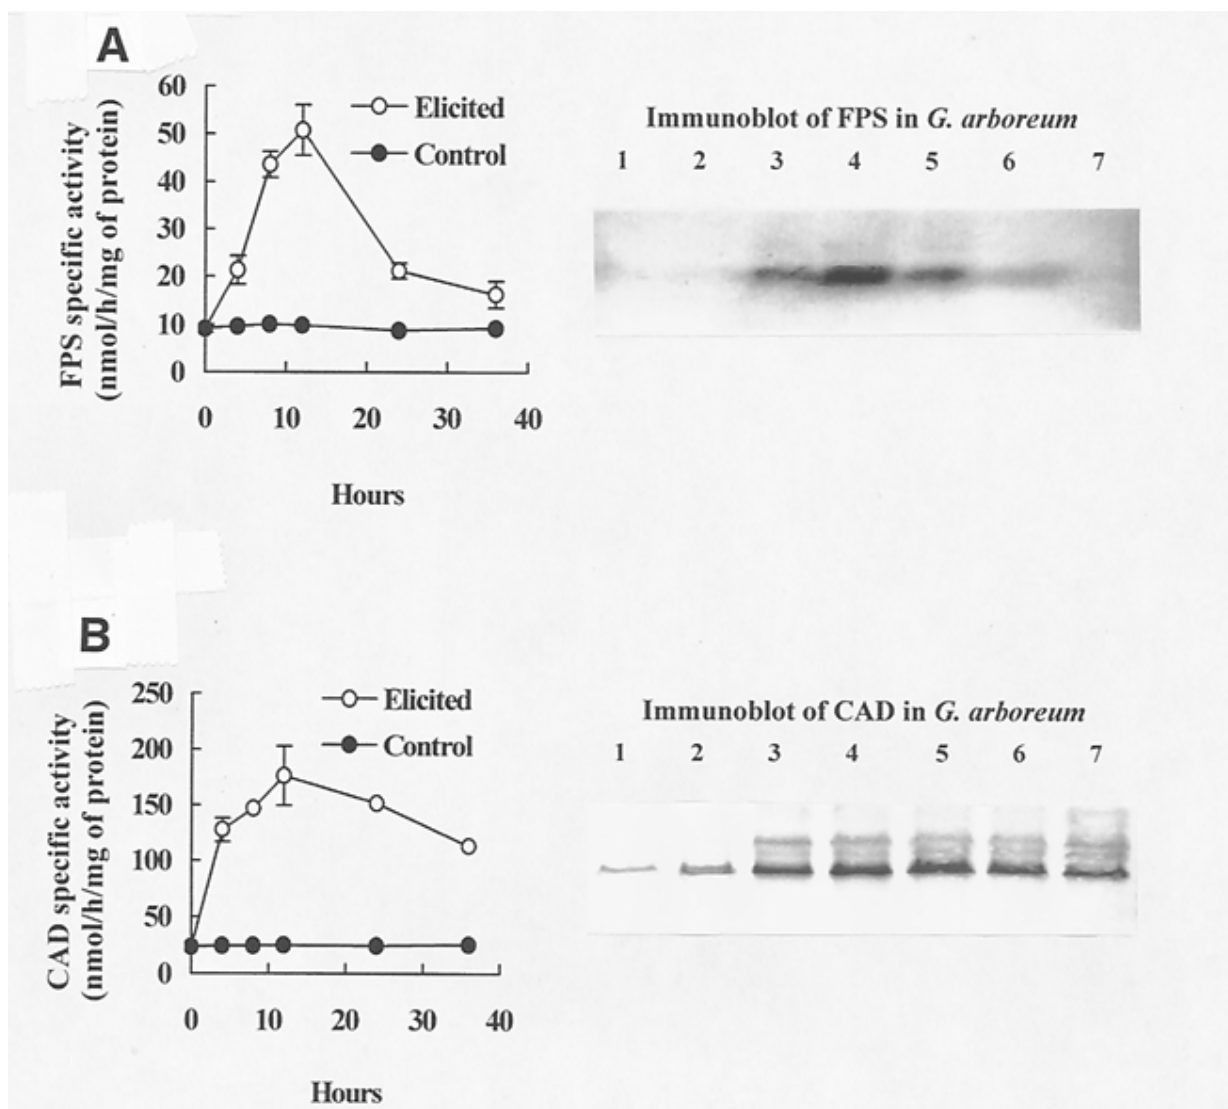 A
FPS specific activity
(nmol/h/mg of protein)
60
50
40
30
20
10
0
Elicited
Control
0 10 20 30 40
Hours
Immunoblot of FPS in G. arboreum
1 2 3 4 5 6 7
B
CAD specific activity
(nmol/h/mg of protein)
250
200
150
100
50
0
Elicited
Control
0 10 20 30 40
Hours
Immunoblot of CAD in G. arboreum
1 2 3 4 5 6 7